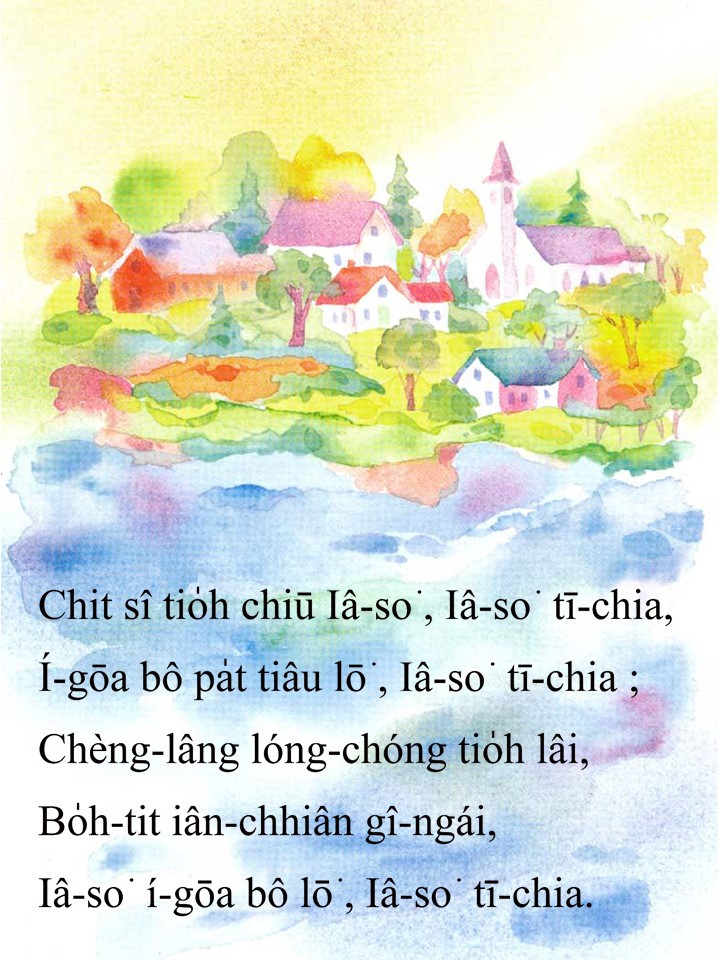 Chit sî tio̍h chiū Iâ-so͘, Iâ-so͘ tī-chia,
Í-gōa bô pa̍t tiâu lō͘, Iâ-so͘ tī-chia ;
Chèng-lâng lóng-chóng tio̍h lâi,
Bo̍h-tit iân-chhiân gî-ngái,
Iâ-so͘ í-gōa bô lō͘, Iâ-so͘ tī-chia.